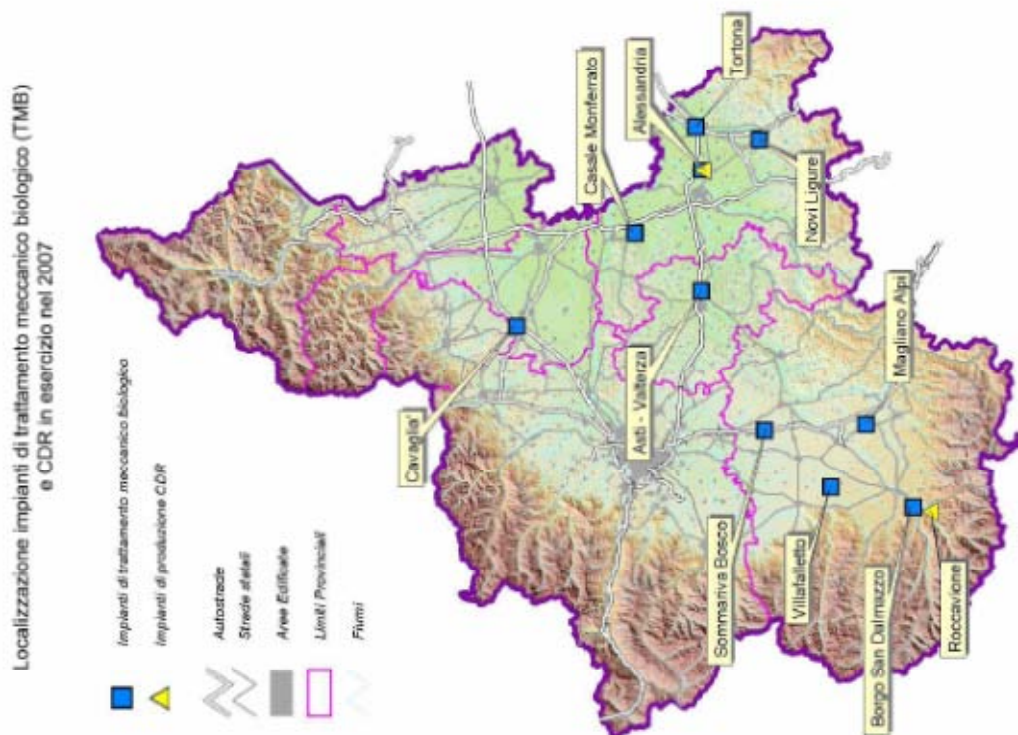 Localizzazione impianti di trattamento meccanico biologico (TMB)
e CDR in esercizio nel 2007
Impianti di trattamento meccanico biologico
Impianti di produzione CDR
Autostrade
Strade statali
Aree Edificate
Limiti Provinciali
Fiumi
Cavaglia'
Casale Monferrato
Alessandria
Tortona
Novi Ligure
Asti - Valterza
Magliano Alpi
Sommariva Bosco
Villafalletto
Borgo San Dalmazzo
Roccavione